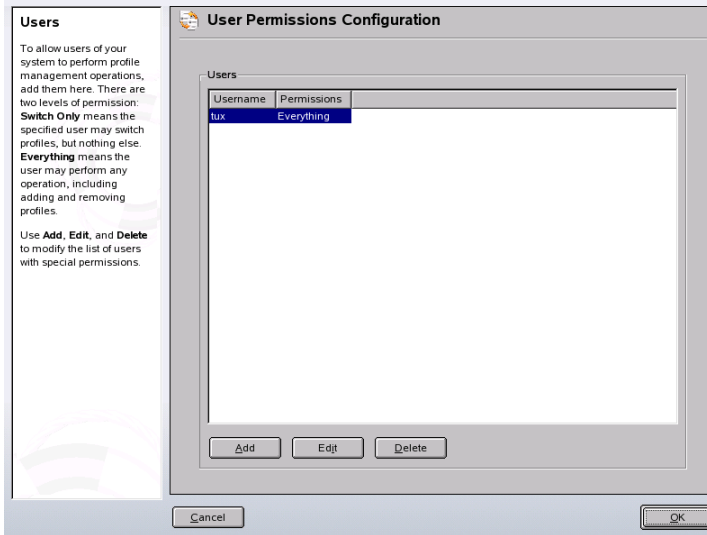 Users
To allow users of your
system to perform profile
management operations,
add them here. There are
two levels of permission:
Switch Only means the
specified user may switch
profiles, but nothing else.
Everything means the
user may perform any
operation, including
adding and removing
profiles.
Use Add, Edit, and Delete
to modify the list of users
with special permissions.
User Permissions Configuration
Users
Username Permissions
tux Everything
Add Edit Delete
Cancel OK